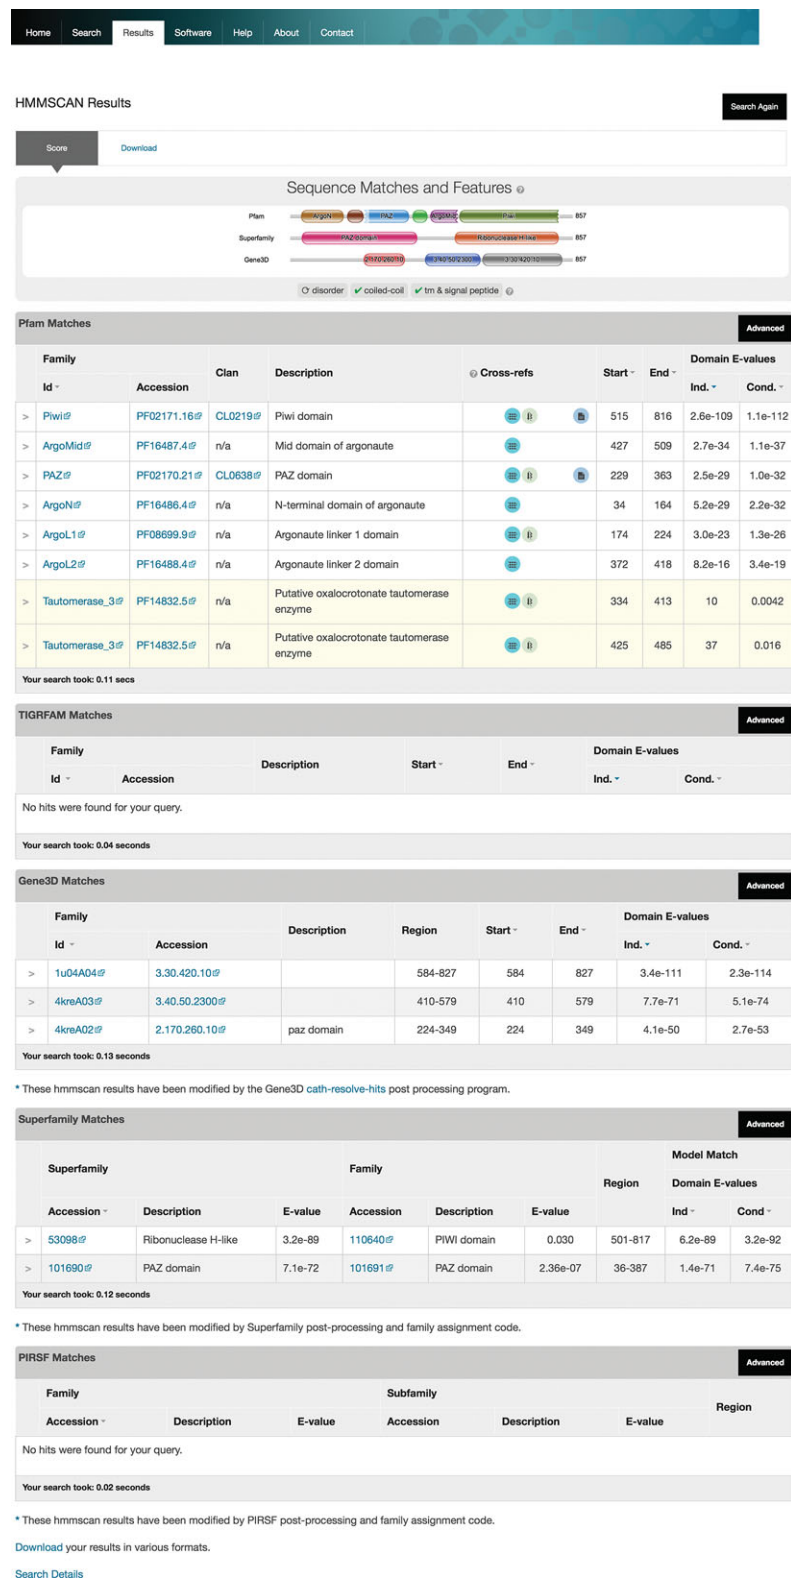 Home Search Results Software Help About Contact
HMMSCAN Results
Search Again
Score Download
Sequence Matches and Features
Pfam ArgoN PAZ ArgoMid Piwi 857
Superfamily PAZ domain Ribonuclease H-like 857
Gene3D 2.170.260.10 3.40.50.2300 3.30.420.10 857
disorder coiled-coil tm & signal peptide
Pfam Matches Advanced
Family Clan Description Cross-refs Start End Domain E-values
Id Accession Ind. Cond.
> Piwi PF02171.16 CL0219 Piwi domain 515 816 2.6e-109 1.1e-112
> ArgoMid PF16487.4 n/a Mid domain of argonaute 427 509 2.7e-34 1.1e-37
> PAZ PF02170.21 CL0638 PAZ domain 229 363 2.5e-29 1.0e-32
> ArgoN PF16486.4 n/a N-terminal domain of argonaute 34 164 5.2e-29 2.2e-32
> ArgoL1 PF08699.9 n/a Argonaute linker 1 domain 174 224 3.0e-23 1.3e-26
> ArgoL2 PF16488.4 n/a Argonaute linker 2 domain 372 418 8.2e-16 3.4e-19
> Tautomerase_3 PF14832.5 n/a Putative oxalocrotonate tautomerase enzyme 334 413 10 0.0042
> Tautomerase_3 PF14832.5 n/a Putative oxalocrotonate tautomerase enzyme 425 485 37 0.016
Your search took: 0.11 secs
TIGRFAM Matches Advanced
Family Description Start End Domain E-values
Id Accession Ind. Cond.
No hits were found for your query.
Your search took: 0.04 seconds
Gene3D Matches Advanced
Family Description Region Start End Domain E-values
Id Accession Ind. Cond.
> 1u04A04 3.30.420.10 584-827 584 827 3.4e-111 2.3e-114
> 4kreA03 3.40.50.2300 410-579 410 579 7.7e-71 5.1e-74
> 4kreA02 2.170.260.10 paz domain 224-349 224 349 4.1e-50 2.7e-53
Your search took: 0.13 seconds
* These hmmscan results have been modified by the Gene3D cath-resolve-hits post processing program.
Superfamily Matches Advanced
Superfamily Family Region Model Match
Domain E-values
Accession Description E-value Accession Description E-value Ind Cond
> 53098 Ribonuclease H-like 3.2e-89 110640 PIWI domain 0.030 501-817 6.2e-89 3.2e-92
> 101690 PAZ domain 7.1e-72 101691 PAZ domain 2.36e-07 36-387 1.4e-71 7.4e-75
Your search took: 0.12 seconds
* These hmmscan results have been modified by Superfamily post-processing and family assignment code.
PIRSF Matches Advanced
Family Subfamily Region
Accession Description E-value Accession Description E-value
No hits were found for your query.
Your search took: 0.02 seconds
* These hmmscan results have been modified by PIRSF post-processing and family assignment code.
Download your results in various formats.
Search Details